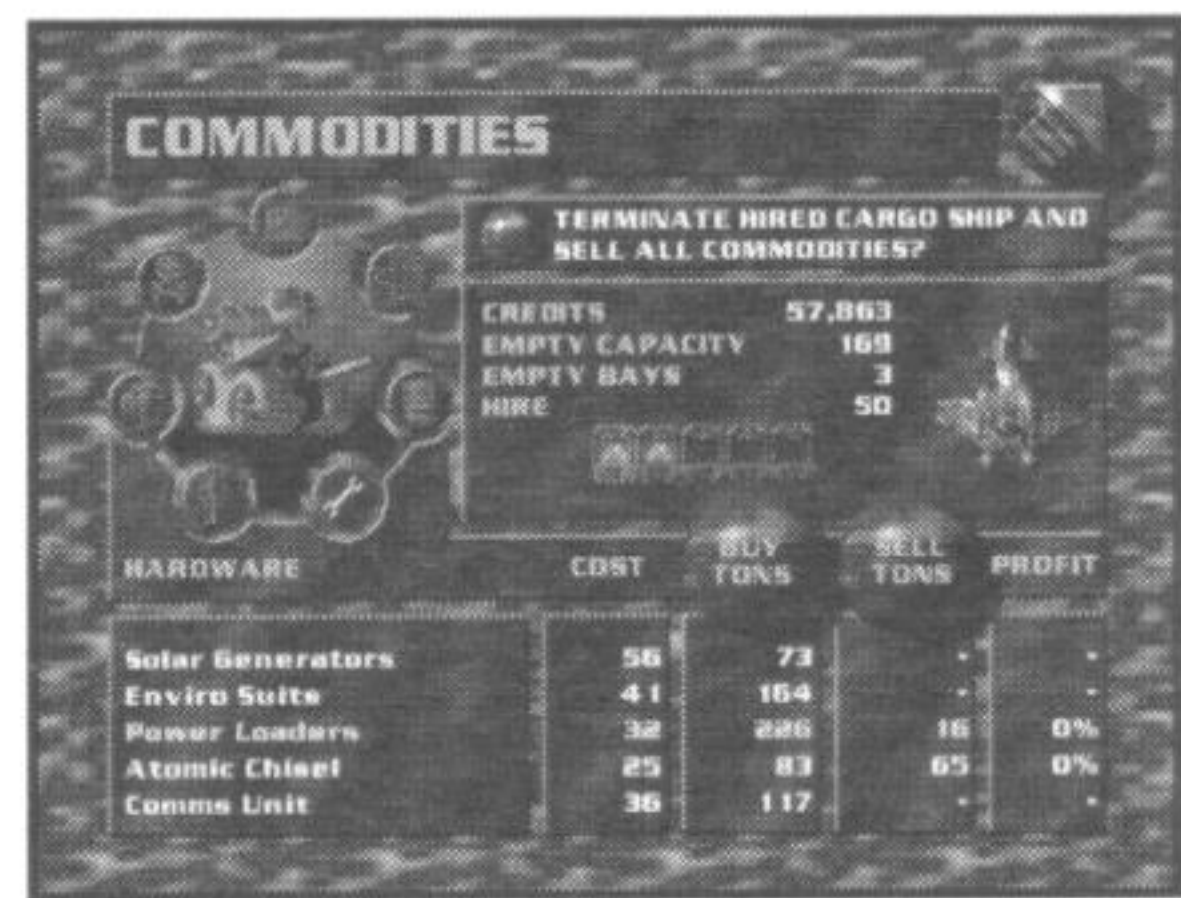 COMMODITIES
TERMINATE HIRED CARGO SHIP AND
SELL ALL COMMODITIES?
CREDITS 57,863
EMPTY CAPACITY 169
EMPTY BAYS 3
HIRE 50
HARDWARE COST BUY TONS SELL TONS PROFIT
Solar Generators 56 73 - -
Enviro Suits 41 164 - -
Power Loaders 32 226 16 0%
Atomic Chisel 25 83 65 0%
Comms Unit 36 117 - -